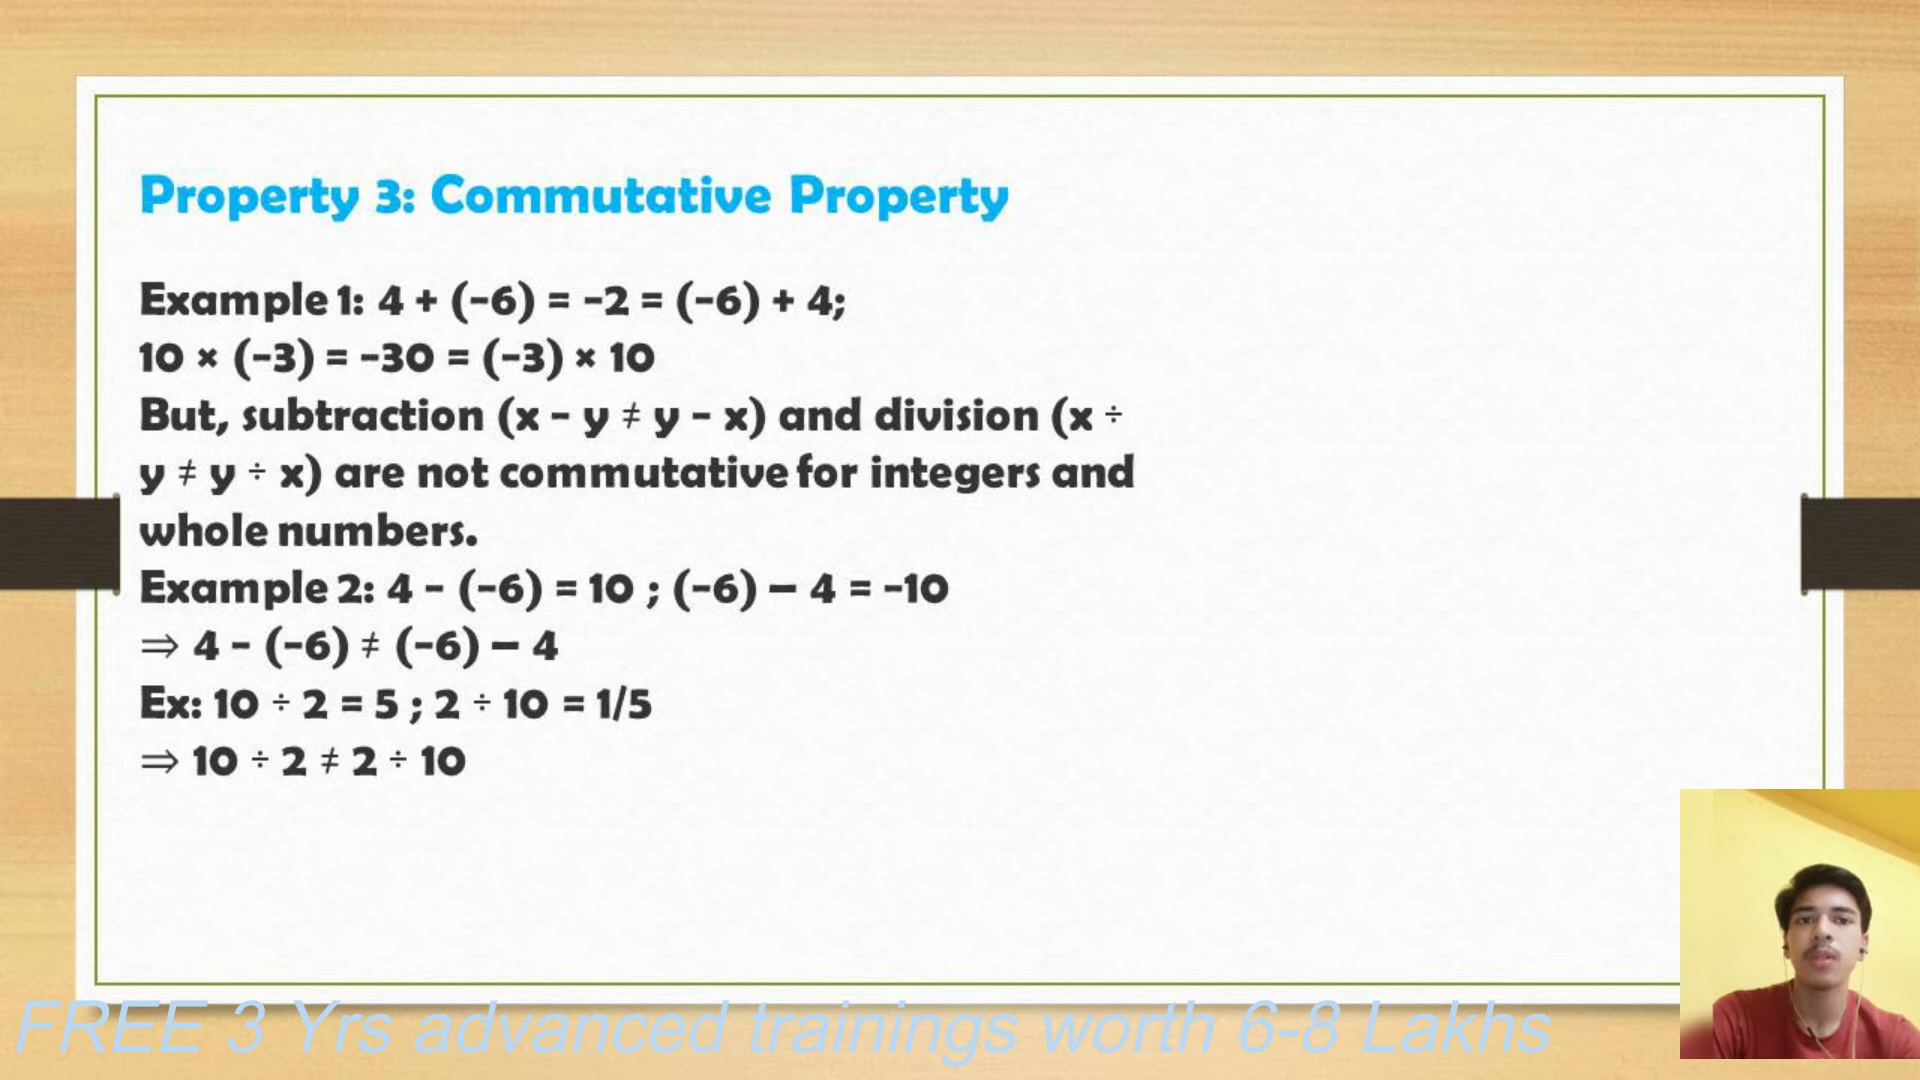 Property 3: Commutative Property
Example 1: 4 + (-6) = -2 = (-6) + 4;
10 × (-3) = -30 = (-3) × 10
But, subtraction (x - y ≠ y - x) and division (x ÷
y ≠ y ÷ x) are not commutative for integers and
whole numbers.
Example 2: 4 - (-6) = 10 ; (-6) – 4 = -10
⇒ 4 - (-6) ≠ (-6) – 4
Ex: 10 ÷ 2 = 5 ; 2 ÷ 10 = 1/5
⇒ 10 ÷ 2 ≠ 2 ÷ 10
FREE 3 Yrs advanced trainings worth 6-8 Lakhs